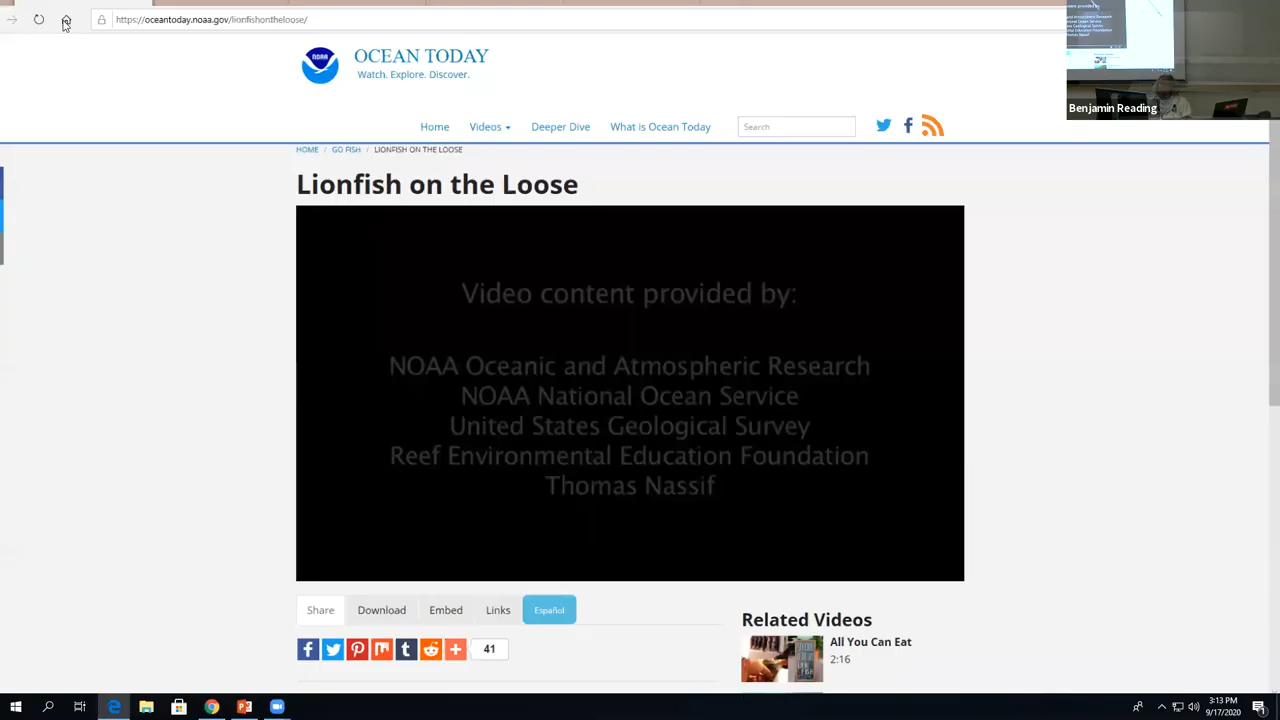 https://oceantoday.noaa.gov/lionfishontheloose/
NOAA
OCEAN TODAY
Watch. Explore. Discover.
Benjamin Reading
Home
Videos
Deeper Dive
What is Ocean Today
Search
HOME / GO FISH / LIONFISH ON THE LOOSE
Lionfish on the Loose
Video content provided by:
NOAA Oceanic and Atmospheric Research
NOAA National Ocean Service
United States Geological Survey
Reef Environmental Education Foundation
Thomas Nassif
Share
Download
Embed
Links
Español
41
Related Videos
All You Can Eat
2:16
3:13 PM
9/17/2020